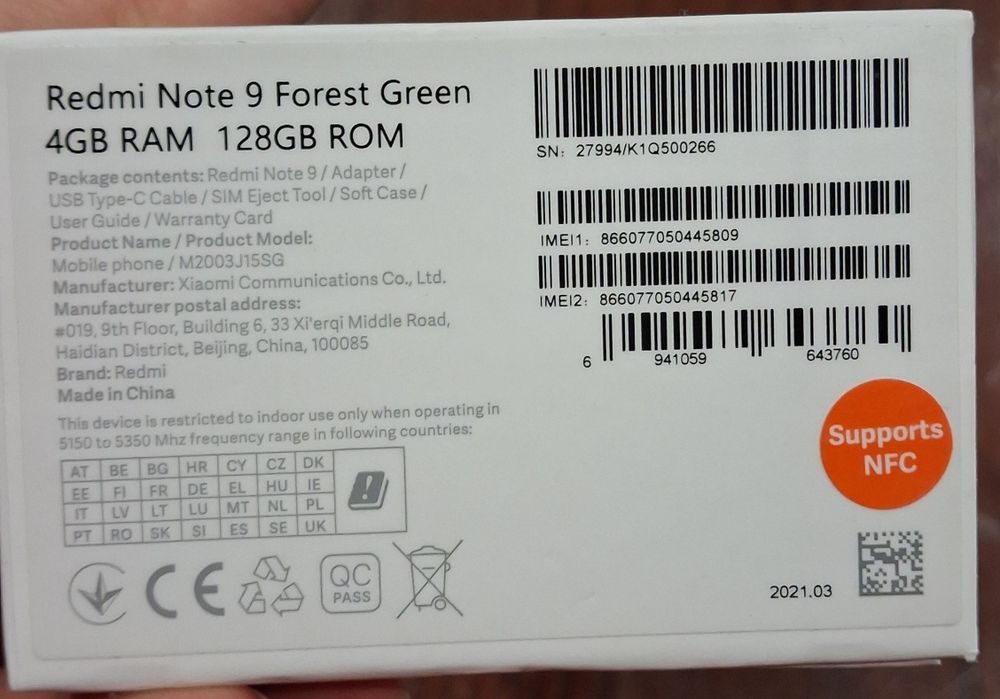 Redmi Note 9 Forest Green
4GB RAM 128GB ROM
Package contents: Redmi Note 9 / Adapter /
USB Type-C Cable / SIM Eject Tool / Soft Case /
User Guide / Warranty Card
Product Name / Product Model:
Mobile phone / M2003J15SG
Manufacturer: Xiaomi Communications Co., Ltd.
Manufacturer postal address:
#019, 9th Floor, Building 6, 33 Xi'erqi Middle Road,
Haidian District, Beijing, China, 100085
Brand: Redmi
Made in China
This device is restricted to indoor use only when operating in
5150 to 5350 Mhz frequency range in following countries:
AT BE BG HR CY CZ DK
EE FI FR DE EL HU IE
IT LV LT LU MT NL PL
PT RO SK SI ES SE UK
CE
QC
PASS
SN: 27994/K1Q500266
IMEI1: 866077050445809
IMEI2: 866077050445817
6 941059 643760
Supports
NFC
2021.03